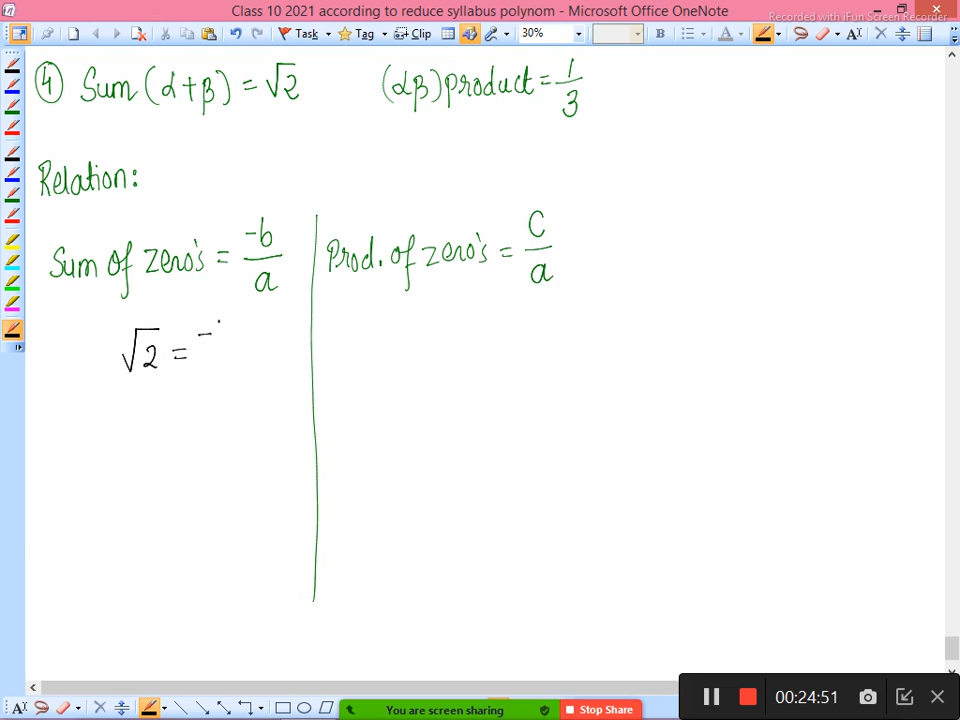 Class 10 2021 according to reduce syllabus polynom - Microsoft Office OneNote
Recorded with iFun Screen Recorder
Task Tag Clip 30% B A
④ Sum (α+β) = √2 (αβ) product = 1/3
Relation:
Sum of zero's = -b/a Prod. of zero's = C/a
√2 = -
You are screen sharing Stop Share
00:24:51